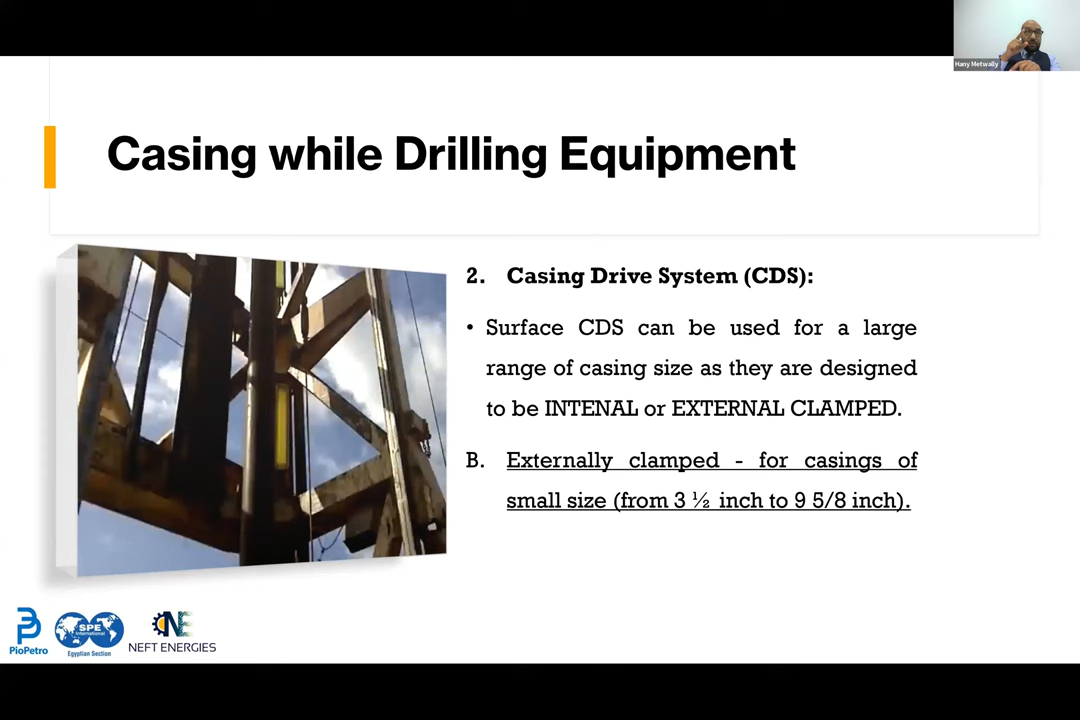 Hany Metwally
Casing while Drilling Equipment
2. Casing Drive System (CDS):
• Surface CDS can be used for a large
range of casing size as they are designed
to be INTENAL or EXTERNAL CLAMPED.
B. Externally clamped - for casings of
small size (from 3 ½ inch to 9 5/8 inch).
PioPetro
SPE
International
Egyptian Section
NE
NEFT ENERGIES